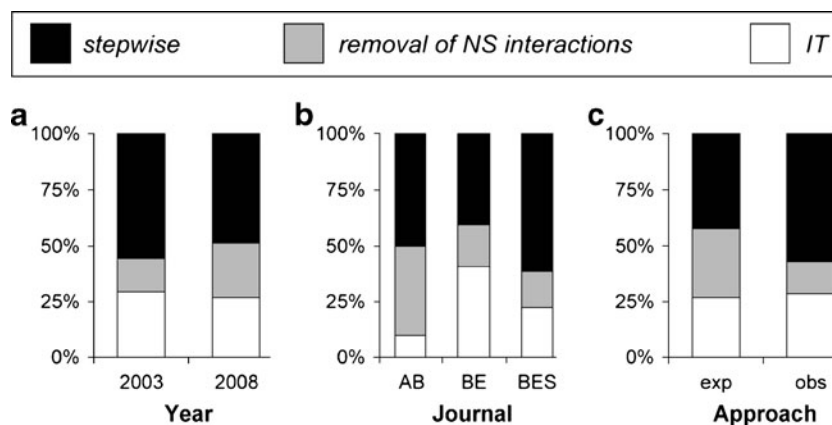 stepwise removal of NS interactions IT
a b c
100% 100% 100%
75% 75% 75%
50% 50% 50%
25% 25% 25%
0% 0% 0%
2003 2008 AB BE BES exp obs
Year Journal Approach